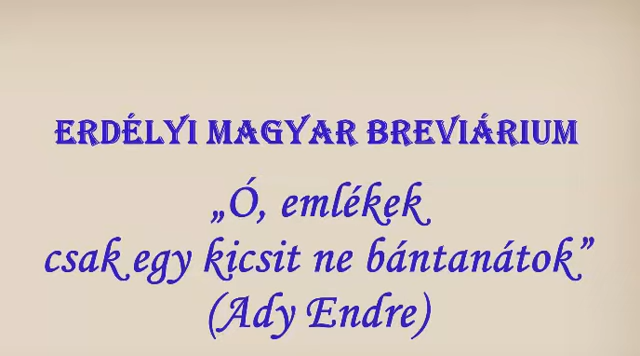 ERDÉLYI MAGYAR BREVIÁRIUM
„Ó, emlékek
csak egy kicsit ne bántanátok”
(Ady Endre)